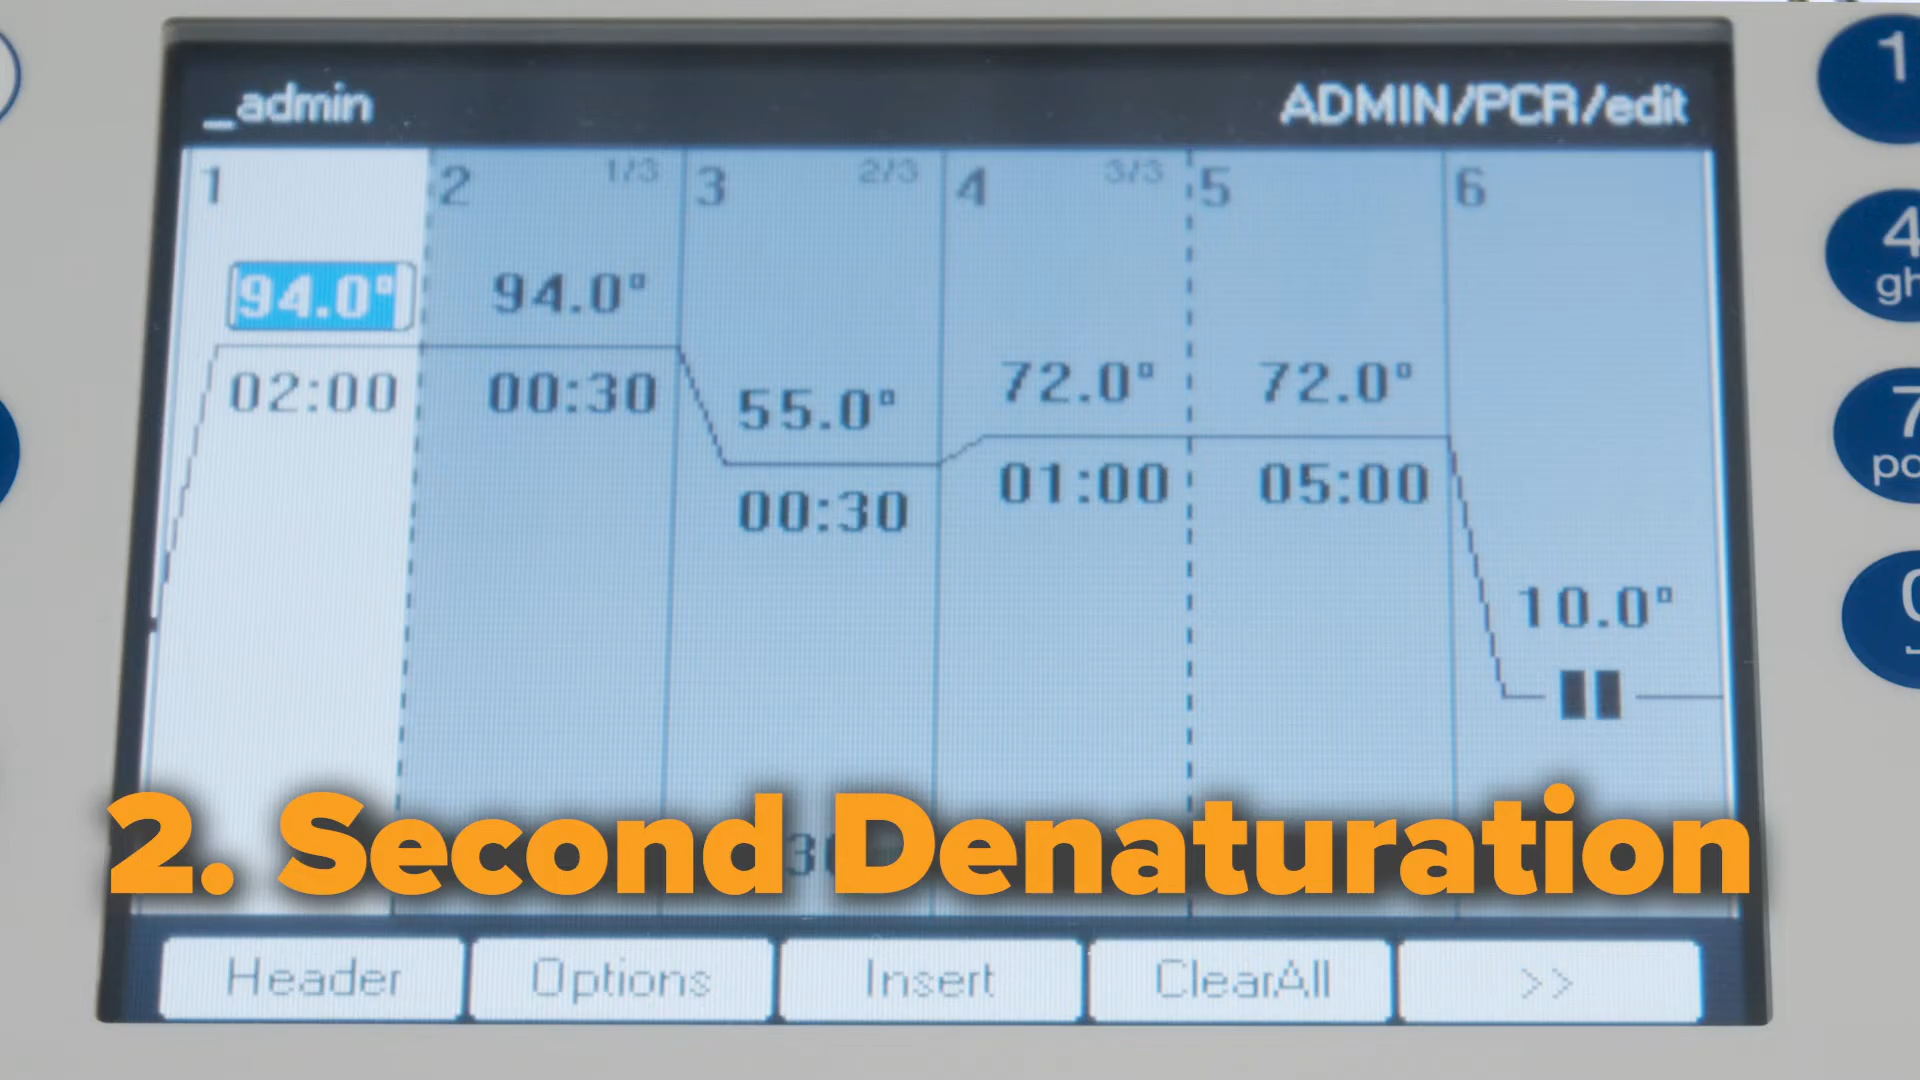 _admin ADMIN/PCR/edit
1 2 1/3 3 2/3 4 3/3 5 6
94.0° 94.0°
02:00 00:30
55.0° 72.0° 72.0°
00:30 01:00 05:00
10.0°
2. Second Denaturation
Header Options Insert ClearAll >>
1
4
gh
7